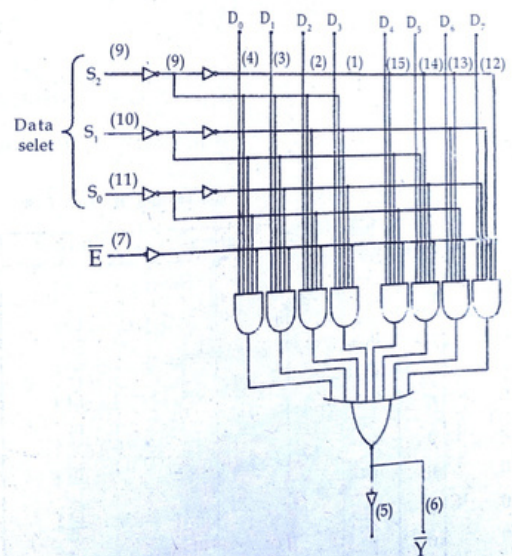 D0 D1 D2 D3 D4 D5 D6 D7
(9) (9) (4) (3) (2) (1) (15) (14) (13) (12)
S2
(10)
Data selet
S1
(11)
S0
(7)
E̅
(5) (6)
Y̅